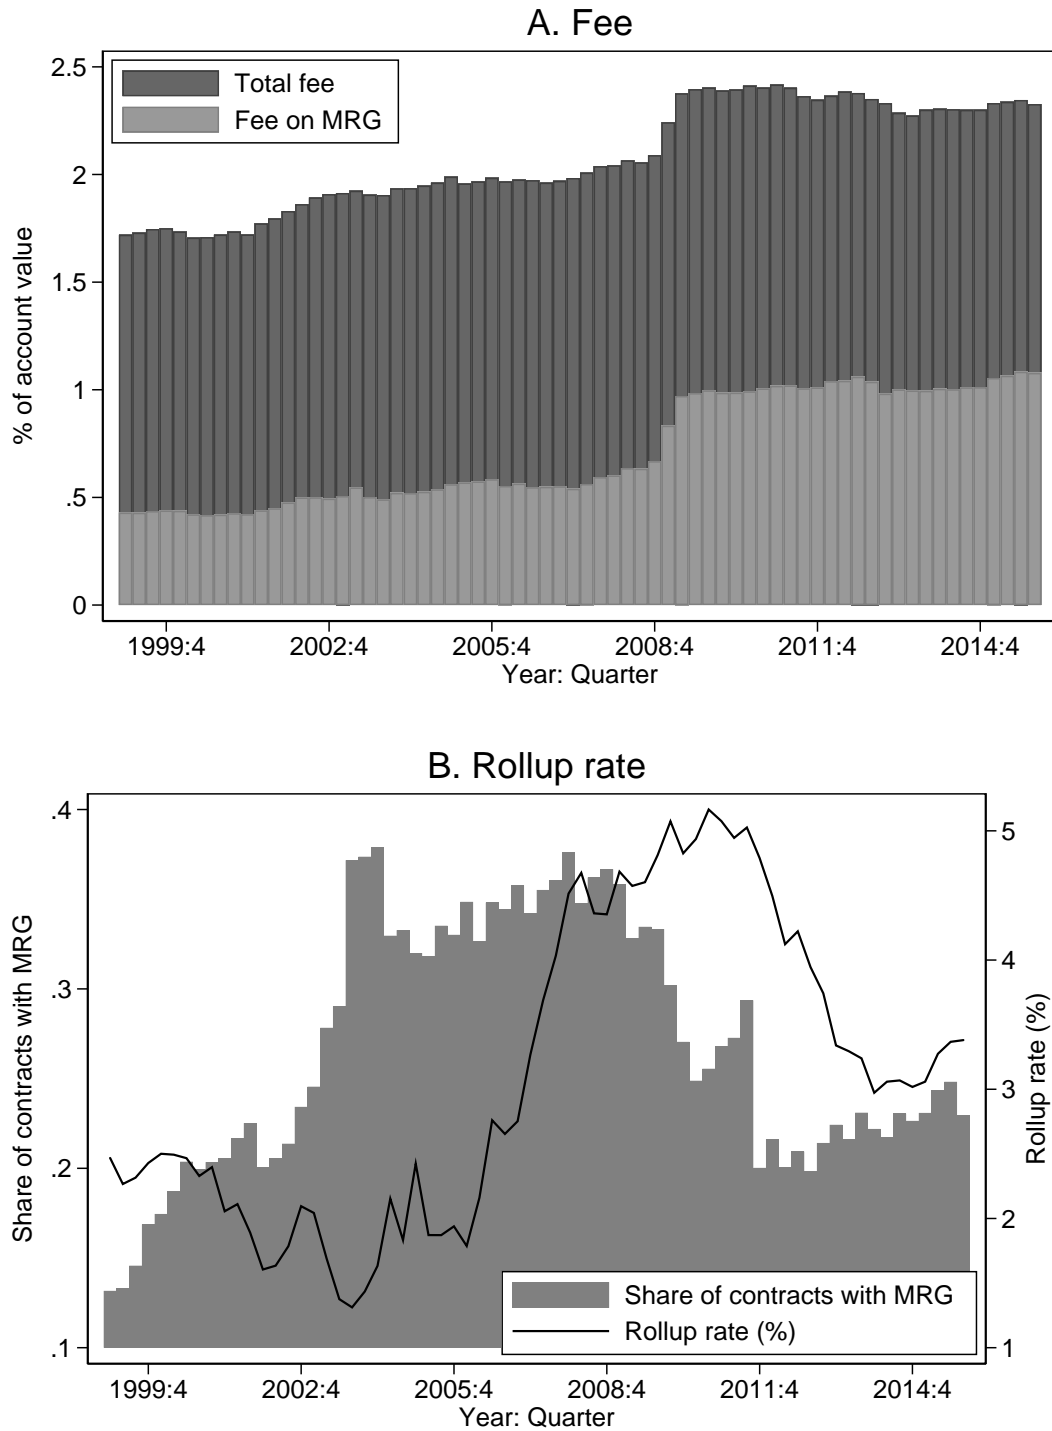 A. Fee
Total fee
Fee on MRG
2.5
2
1.5
1
.5
0
% of account value
1999:4 2002:4 2005:4 2008:4 2011:4 2014:4
Year: Quarter
B. Rollup rate
.4
.3
.2
.1
Share of contracts with MRG
5
4
3
2
1
Rollup rate (%)
Share of contracts with MRG
Rollup rate (%)
1999:4 2002:4 2005:4 2008:4 2011:4 2014:4
Year: Quarter